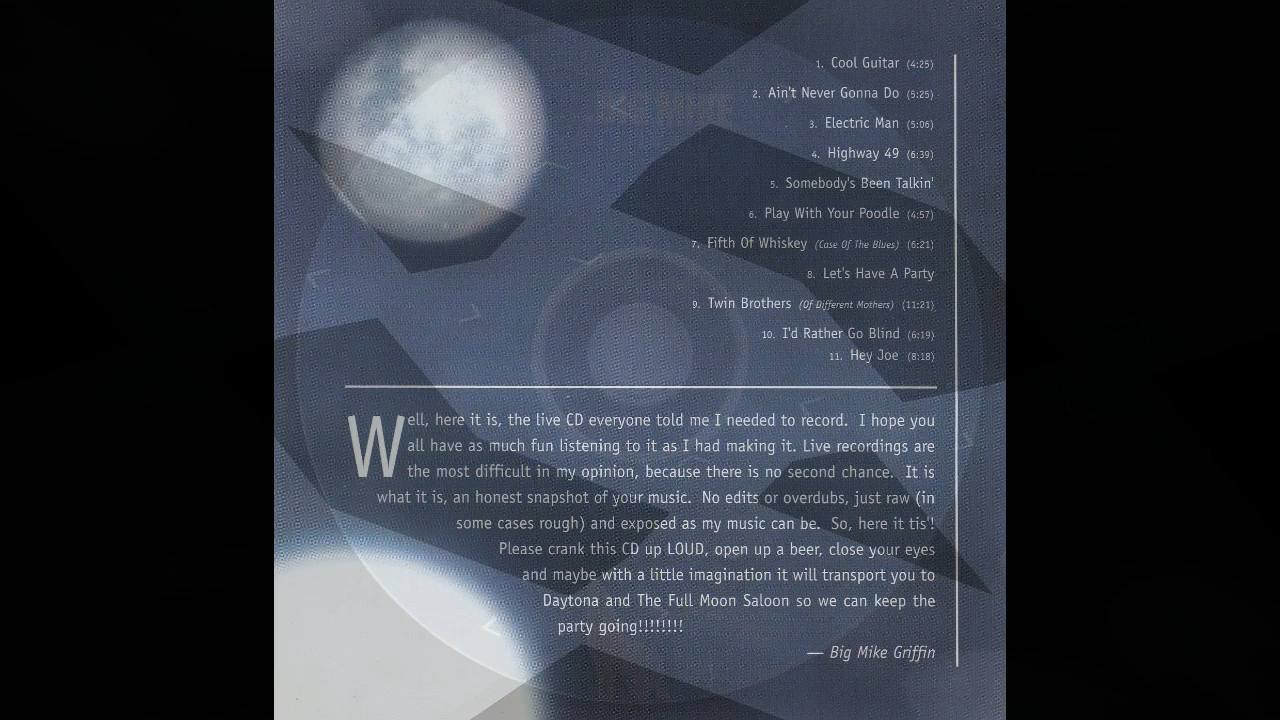 1. Cool Guitar (4:25)
2. Ain't Never Gonna Do (5:25)
3. Electric Man (5:06)
4. Highway 49 (6:39)
5. Somebody's Been Talkin'
6. Play With Your Poodle (4:57)
7. Fifth Of Whiskey (Case Of The Blues) (6:21)
8. Let's Have A Party
9. Twin Brothers (Of Different Mothers) (11:21)
10. I'd Rather Go Blind (6:19)
11. Hey Joe (8:18)
Well, here it is, the live CD everyone told me I needed to record. I hope you
all have as much fun listening to it as I had making it. Live recordings are
the most difficult in my opinion, because there is no second chance. It is
what it is, an honest snapshot of your music. No edits or overdubs, just raw (in
some cases rough) and exposed as my music can be. So, here it tis'!
Please crank this CD up LOUD, open up a beer, close your eyes
and maybe with a little imagination it will transport you to
Daytona and The Full Moon Saloon so we can keep the
party going!!!!!!!!
— Big Mike Griffin